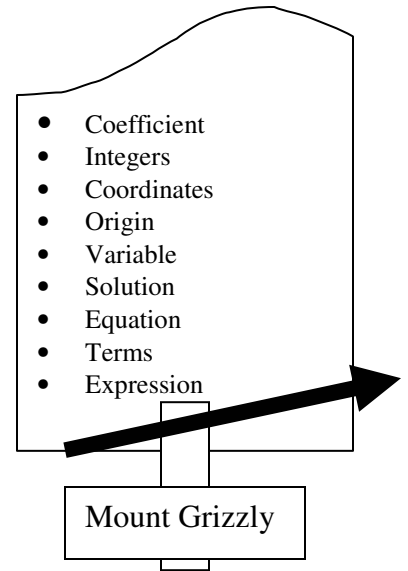 • Coefficient
• Integers
• Coordinates
• Origin
• Variable
• Solution
• Equation
• Terms
• Expression
Mount Grizzly